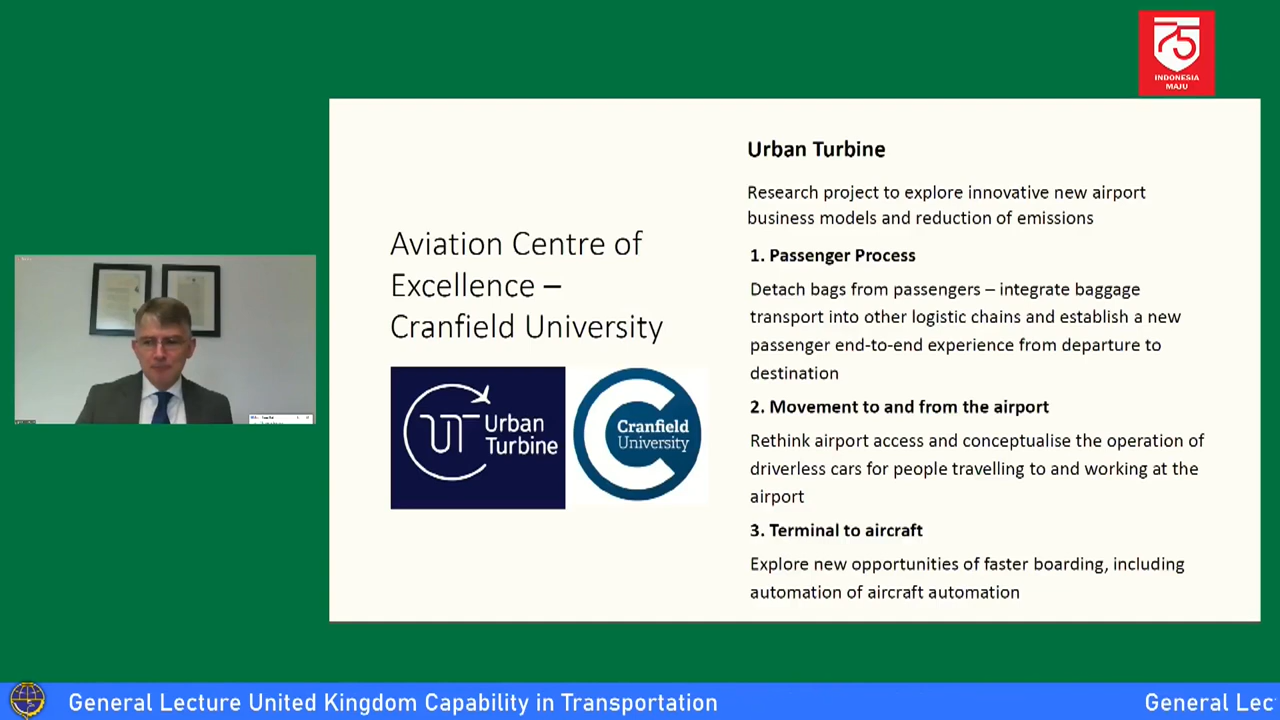 75
INDONESIA
MAJU
Urban Turbine
Research project to explore innovative new airport
business models and reduction of emissions
1. Passenger Process
Detach bags from passengers – integrate baggage
transport into other logistic chains and establish a new
passenger end-to-end experience from departure to
destination
2. Movement to and from the airport
Rethink airport access and conceptualise the operation of
driverless cars for people travelling to and working at the
airport
3. Terminal to aircraft
Explore new opportunities of faster boarding, including
automation of aircraft automation
Aviation Centre of
Excellence –
Cranfield University
UT Urban
Turbine
Cranfield
University
General Lecture United Kingdom Capability in Transportation
General Lec